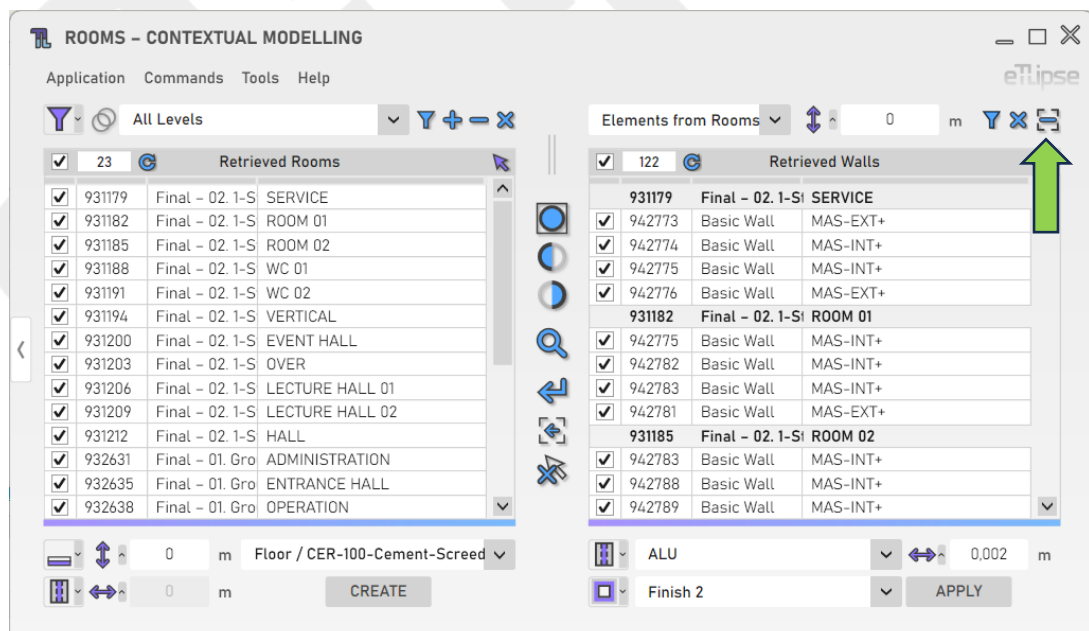 ROOMS – CONTEXTUAL MODELLING
Application Commands Tools Help
eTLipse
All Levels
Elements from Rooms 0 m
23 Retrieved Rooms
931179 Final – 02. 1-S SERVICE
931182 Final – 02. 1-S ROOM 01
931185 Final – 02. 1-S ROOM 02
931188 Final – 02. 1-S WC 01
931191 Final – 02. 1-S WC 02
931194 Final – 02. 1-S VERTICAL
931200 Final – 02. 1-S EVENT HALL
931203 Final – 02. 1-S OVER
931206 Final – 02. 1-S LECTURE HALL 01
931209 Final – 02. 1-S LECTURE HALL 02
931212 Final – 02. 1-S HALL
932631 Final – 01. Gro ADMINISTRATION
932635 Final – 01. Gro ENTRANCE HALL
932638 Final – 01. Gro OPERATION
122 Retrieved Walls
931179 Final – 02. 1-St SERVICE
942773 Basic Wall MAS-EXT+
942774 Basic Wall MAS-INT+
942775 Basic Wall MAS-INT+
942776 Basic Wall MAS-EXT+
931182 Final – 02. 1-St ROOM 01
942775 Basic Wall MAS-INT+
942782 Basic Wall MAS-INT+
942783 Basic Wall MAS-INT+
942781 Basic Wall MAS-EXT+
931185 Final – 02. 1-St ROOM 02
942783 Basic Wall MAS-INT+
942788 Basic Wall MAS-INT+
942789 Basic Wall MAS-INT+
0 m Floor / CER-100-Cement-Screed
0 m CREATE
ALU 0,002 m
Finish 2 APPLY